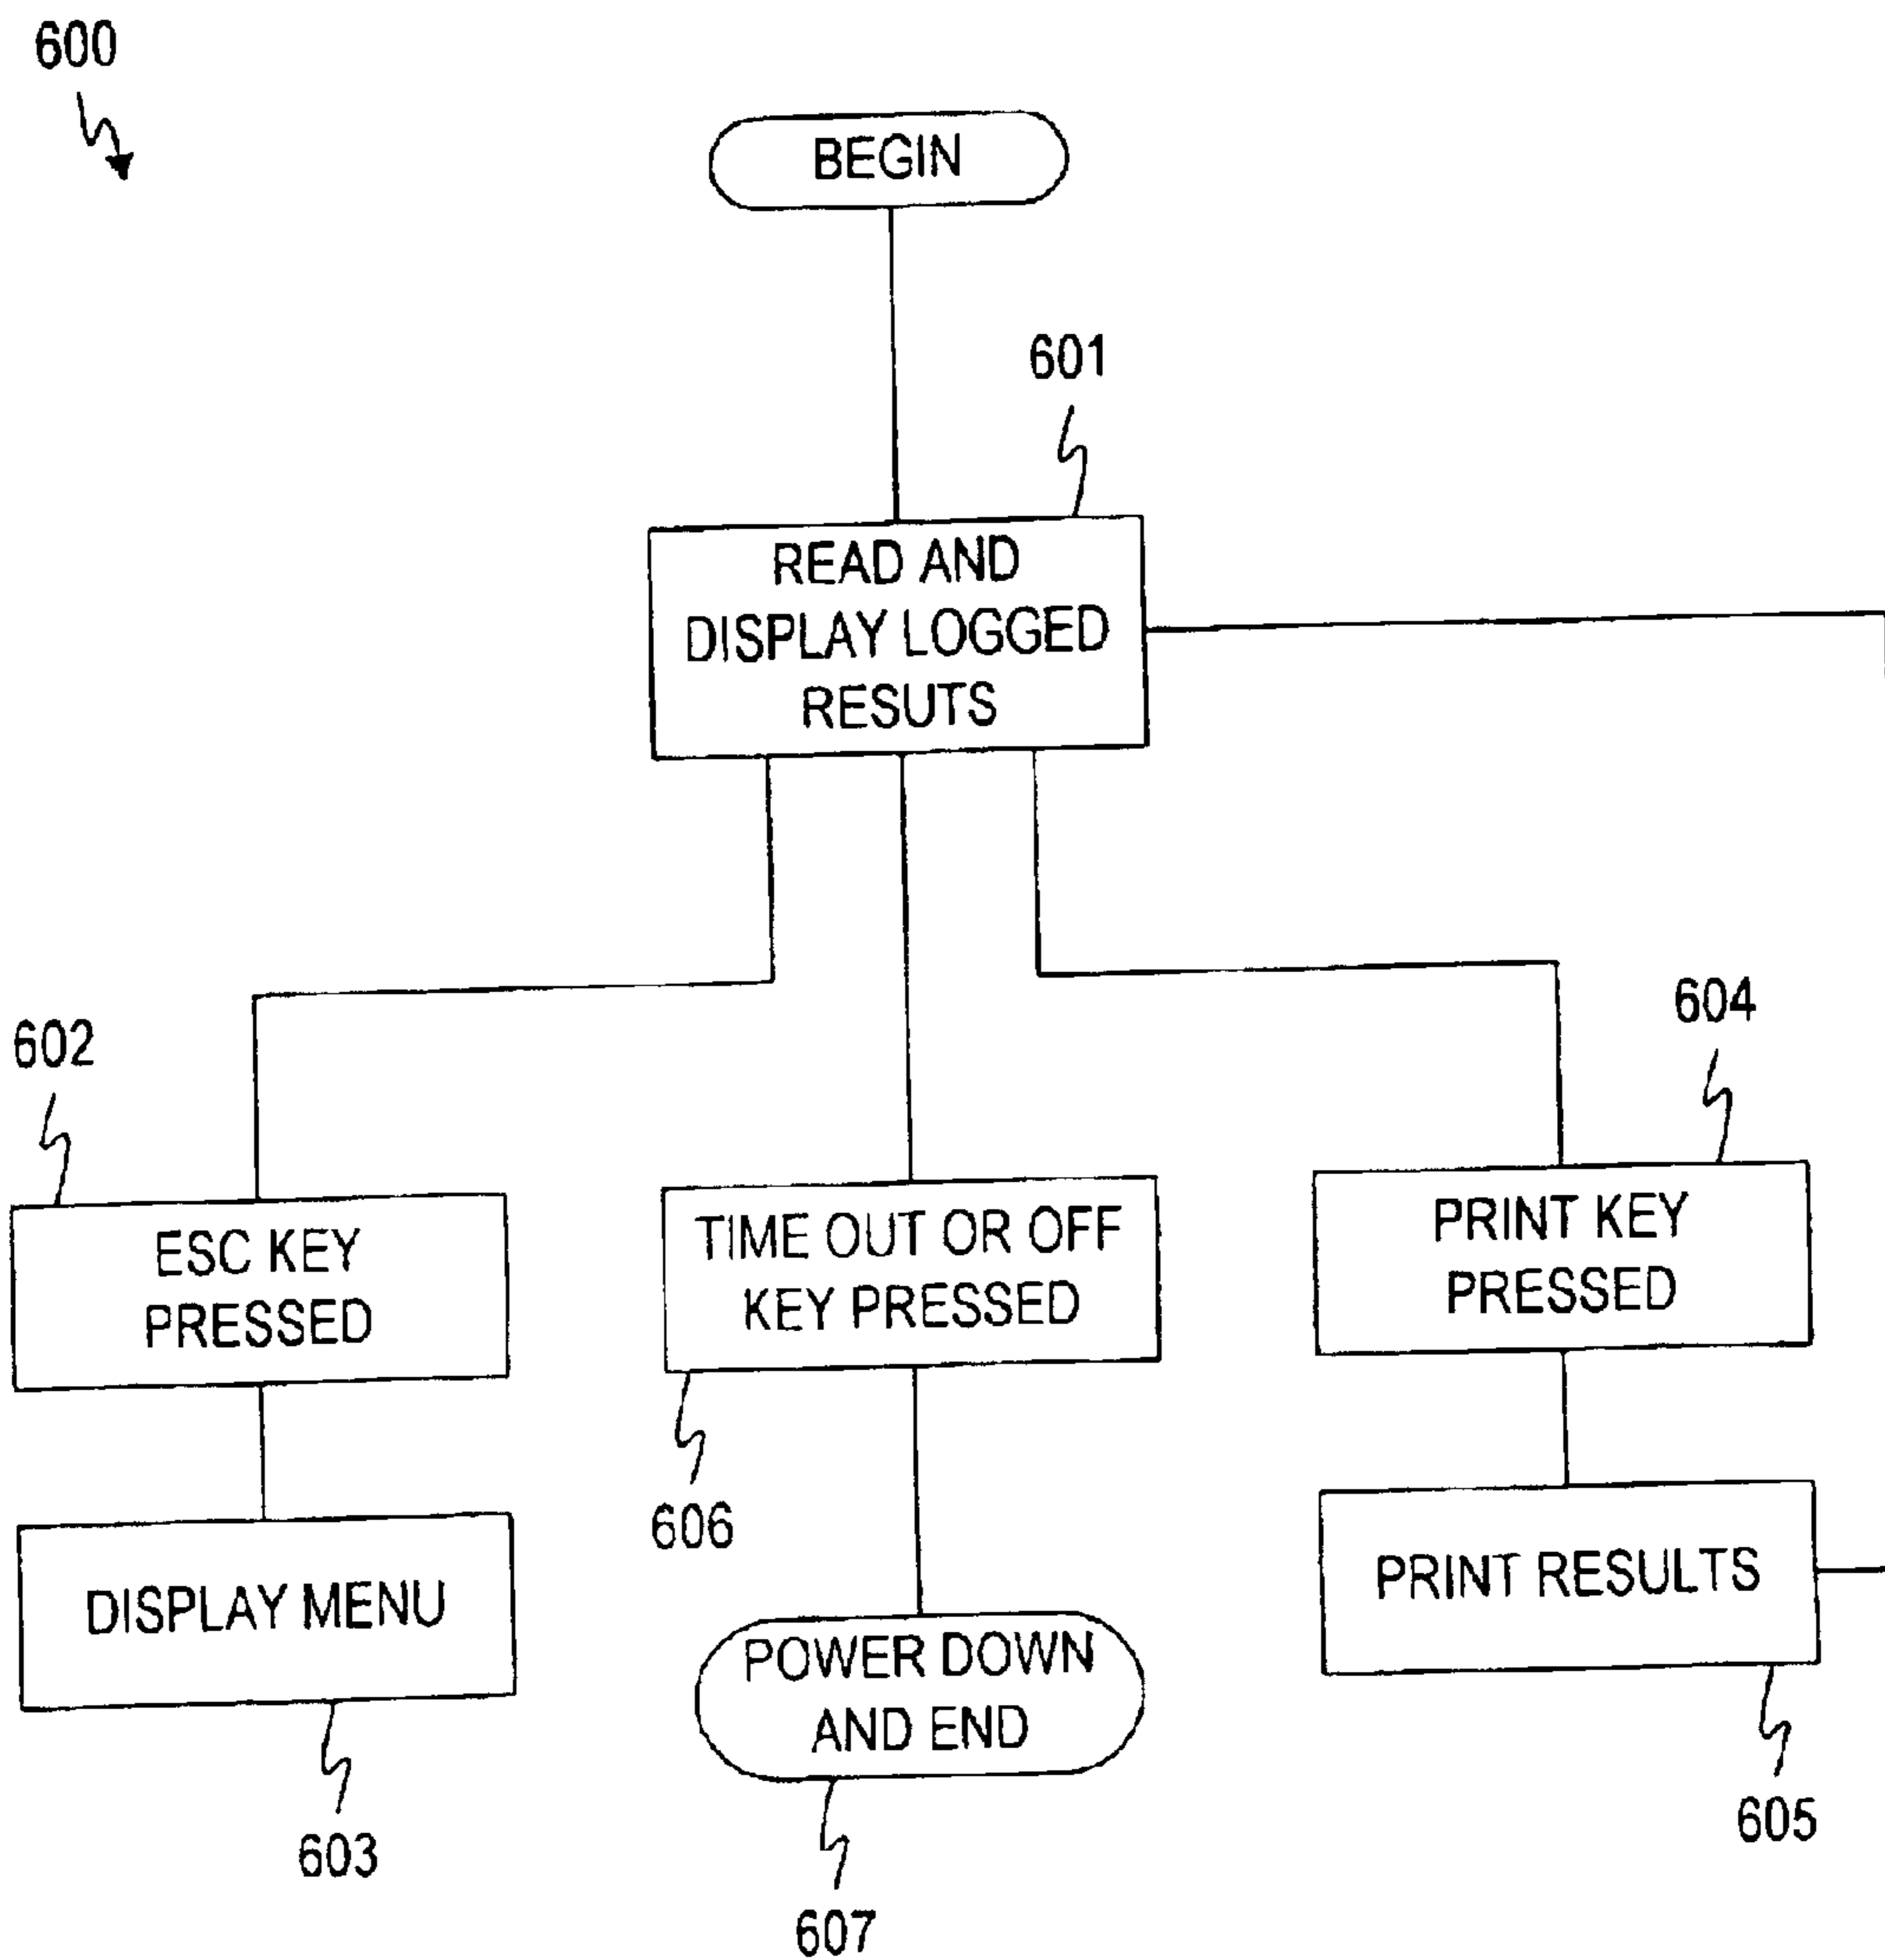 600
BEGIN
601
READ AND
DISPLAY LOGGED
RESUTS
602
604
ESC KEY
PRESSED
TIME OUT OR OFF
KEY PRESSED
PRINT KEY
PRESSED
606
DISPLAY MENU
POWER DOWN
AND END
PRINT RESULTS
603
607
605